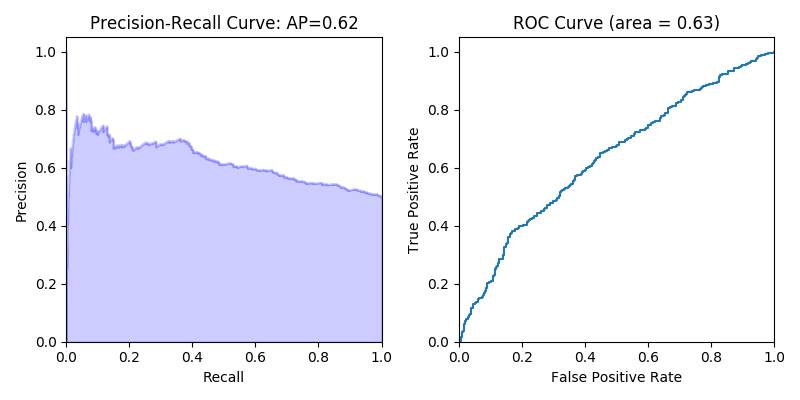 Precision-Recall Curve: AP=0.62
1.0
0.8
0.6
0.4
0.2
0.0
Precision
0.0 0.2 0.4 0.6 0.8 1.0
Recall
ROC Curve (area = 0.63)
1.0
0.8
0.6
0.4
0.2
0.0
True Positive Rate
0.0 0.2 0.4 0.6 0.8 1.0
False Positive Rate